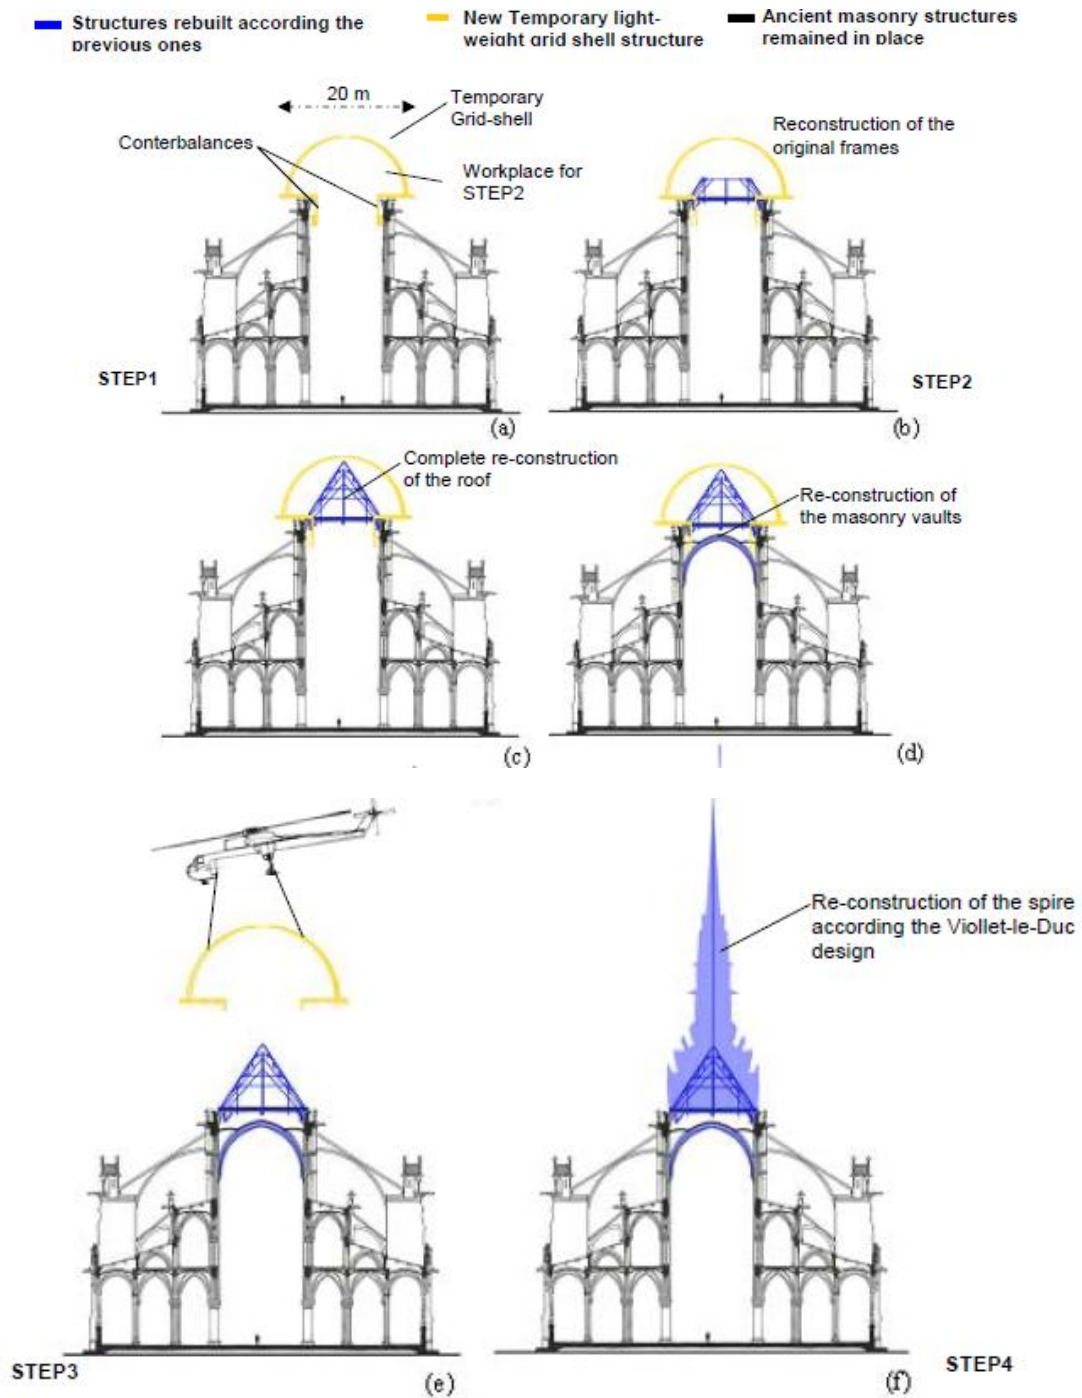 Structures rebuilt according the
previous ones
New Temporary light-
weight grid shell structure
Ancient masonry structures
remained in place
20 m
Temporary
Grid-shell
Conterbalances
Workplace for
STEP2
STEP1
(a)
Reconstruction of the
original frames
STEP2
(b)
Complete re-construction
of the roof
(c)
Re-construction of
the masonry vaults
(d)
STEP3
(e)
Re-construction of the spire
according the Viollet-le-Duc
design
STEP4
(f)